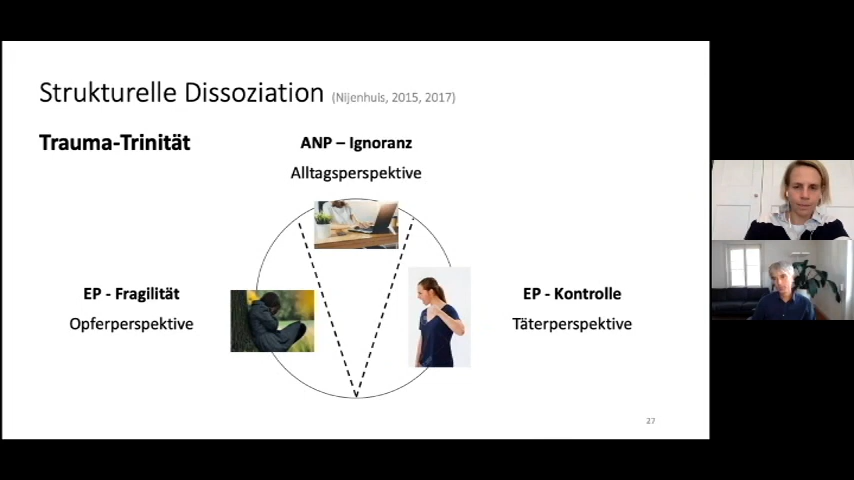 Strukturelle Dissoziation (Nijenhuis, 2015, 2017)
Trauma-Trinität
ANP – Ignoranz
Alltagsperspektive
EP - Fragilität
Opferperspektive
EP - Kontrolle
Täterperspektive
27